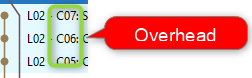 L02 - C07: S
Overhead
L02 - C06: C
L02 - C05: C